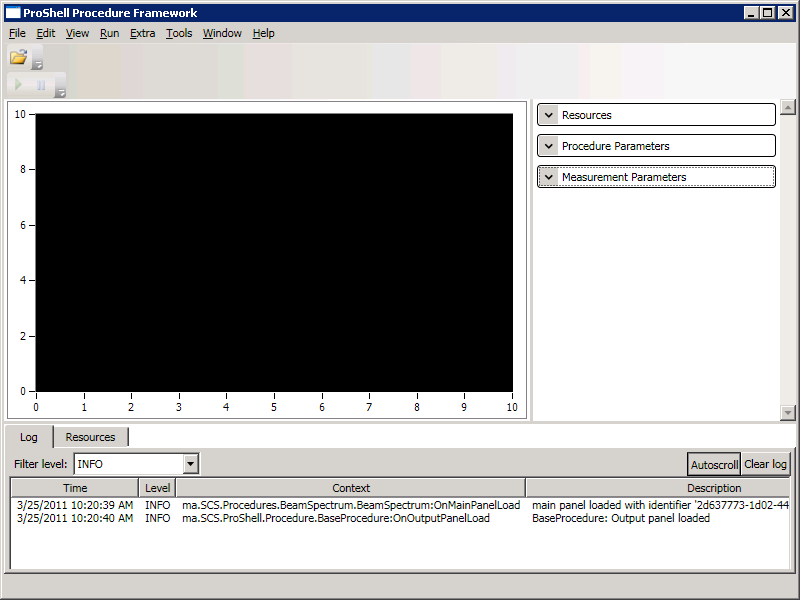 ProShell Procedure Framework
File Edit View Run Extra Tools Window Help
10
8
6
4
2
0
0 1 2 3 4 5 6 7 8 9 10
Resources
Procedure Parameters
Measurement Parameters
Log Resources
Filter level: INFO Autoscroll Clear log
Time Level Context Description
3/25/2011 10:20:39 AM INFO ma.SCS.Procedures.BeamSpectrum.BeamSpectrum:OnMainPanelLoad main panel loaded with identifier '2d637773-1d02-44
3/25/2011 10:20:40 AM INFO ma.SCS.ProShell.Procedure.BaseProcedure:OnOutputPanelLoad BaseProcedure: Output panel loaded